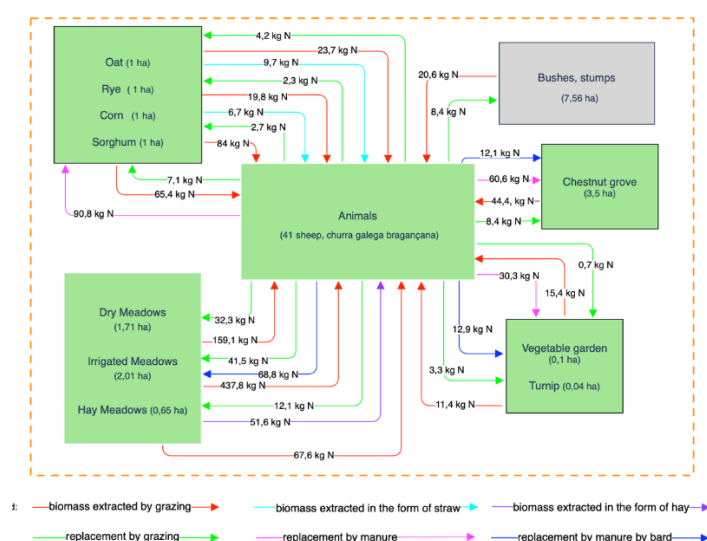 4,2 kg N
23,7 kg N
Oat (1 ha)
9,7 kg N
20,6 kg N
Bushes, stumps
Rye ( 1 ha)
2,3 kg N
19,8 kg N
(7,56 ha)
Corn (1 ha)
6,7 kg N
8,4 kg N
2,7 kg N
Sorghum (1 ha)
84 kg N
12,1 kg N
7,1 kg N
60,6 kg N
Chestnut grove
65,4 kg N
44,4, kg N
(3,5 ha)
90,8 kg N
Animals
8,4 kg N
(41 sheep, churra galega bragançana)
0,7 kg N
30,3 kg N
15,4 kg N
Dry Meadows
32,3 kg N
(1,71 ha)
159,1 kg N
12,9 kg N
Irrigated Meadows
41,5 kg N
Vegetable garden
(2,01 ha)
68,8 kg N
(0,1 ha)
3,3 kg N
437,8 kg N
Turnip (0,04 ha)
Hay Meadows (0,65 ha)
12,1 kg N
11,4 kg N
51,6 kg N
67,6 kg N
biomass extracted by grazing
biomass extracted in the form of straw
biomass extracted in the form of hay
replacement by grazing
replacement by manure
replacement by manure by bard